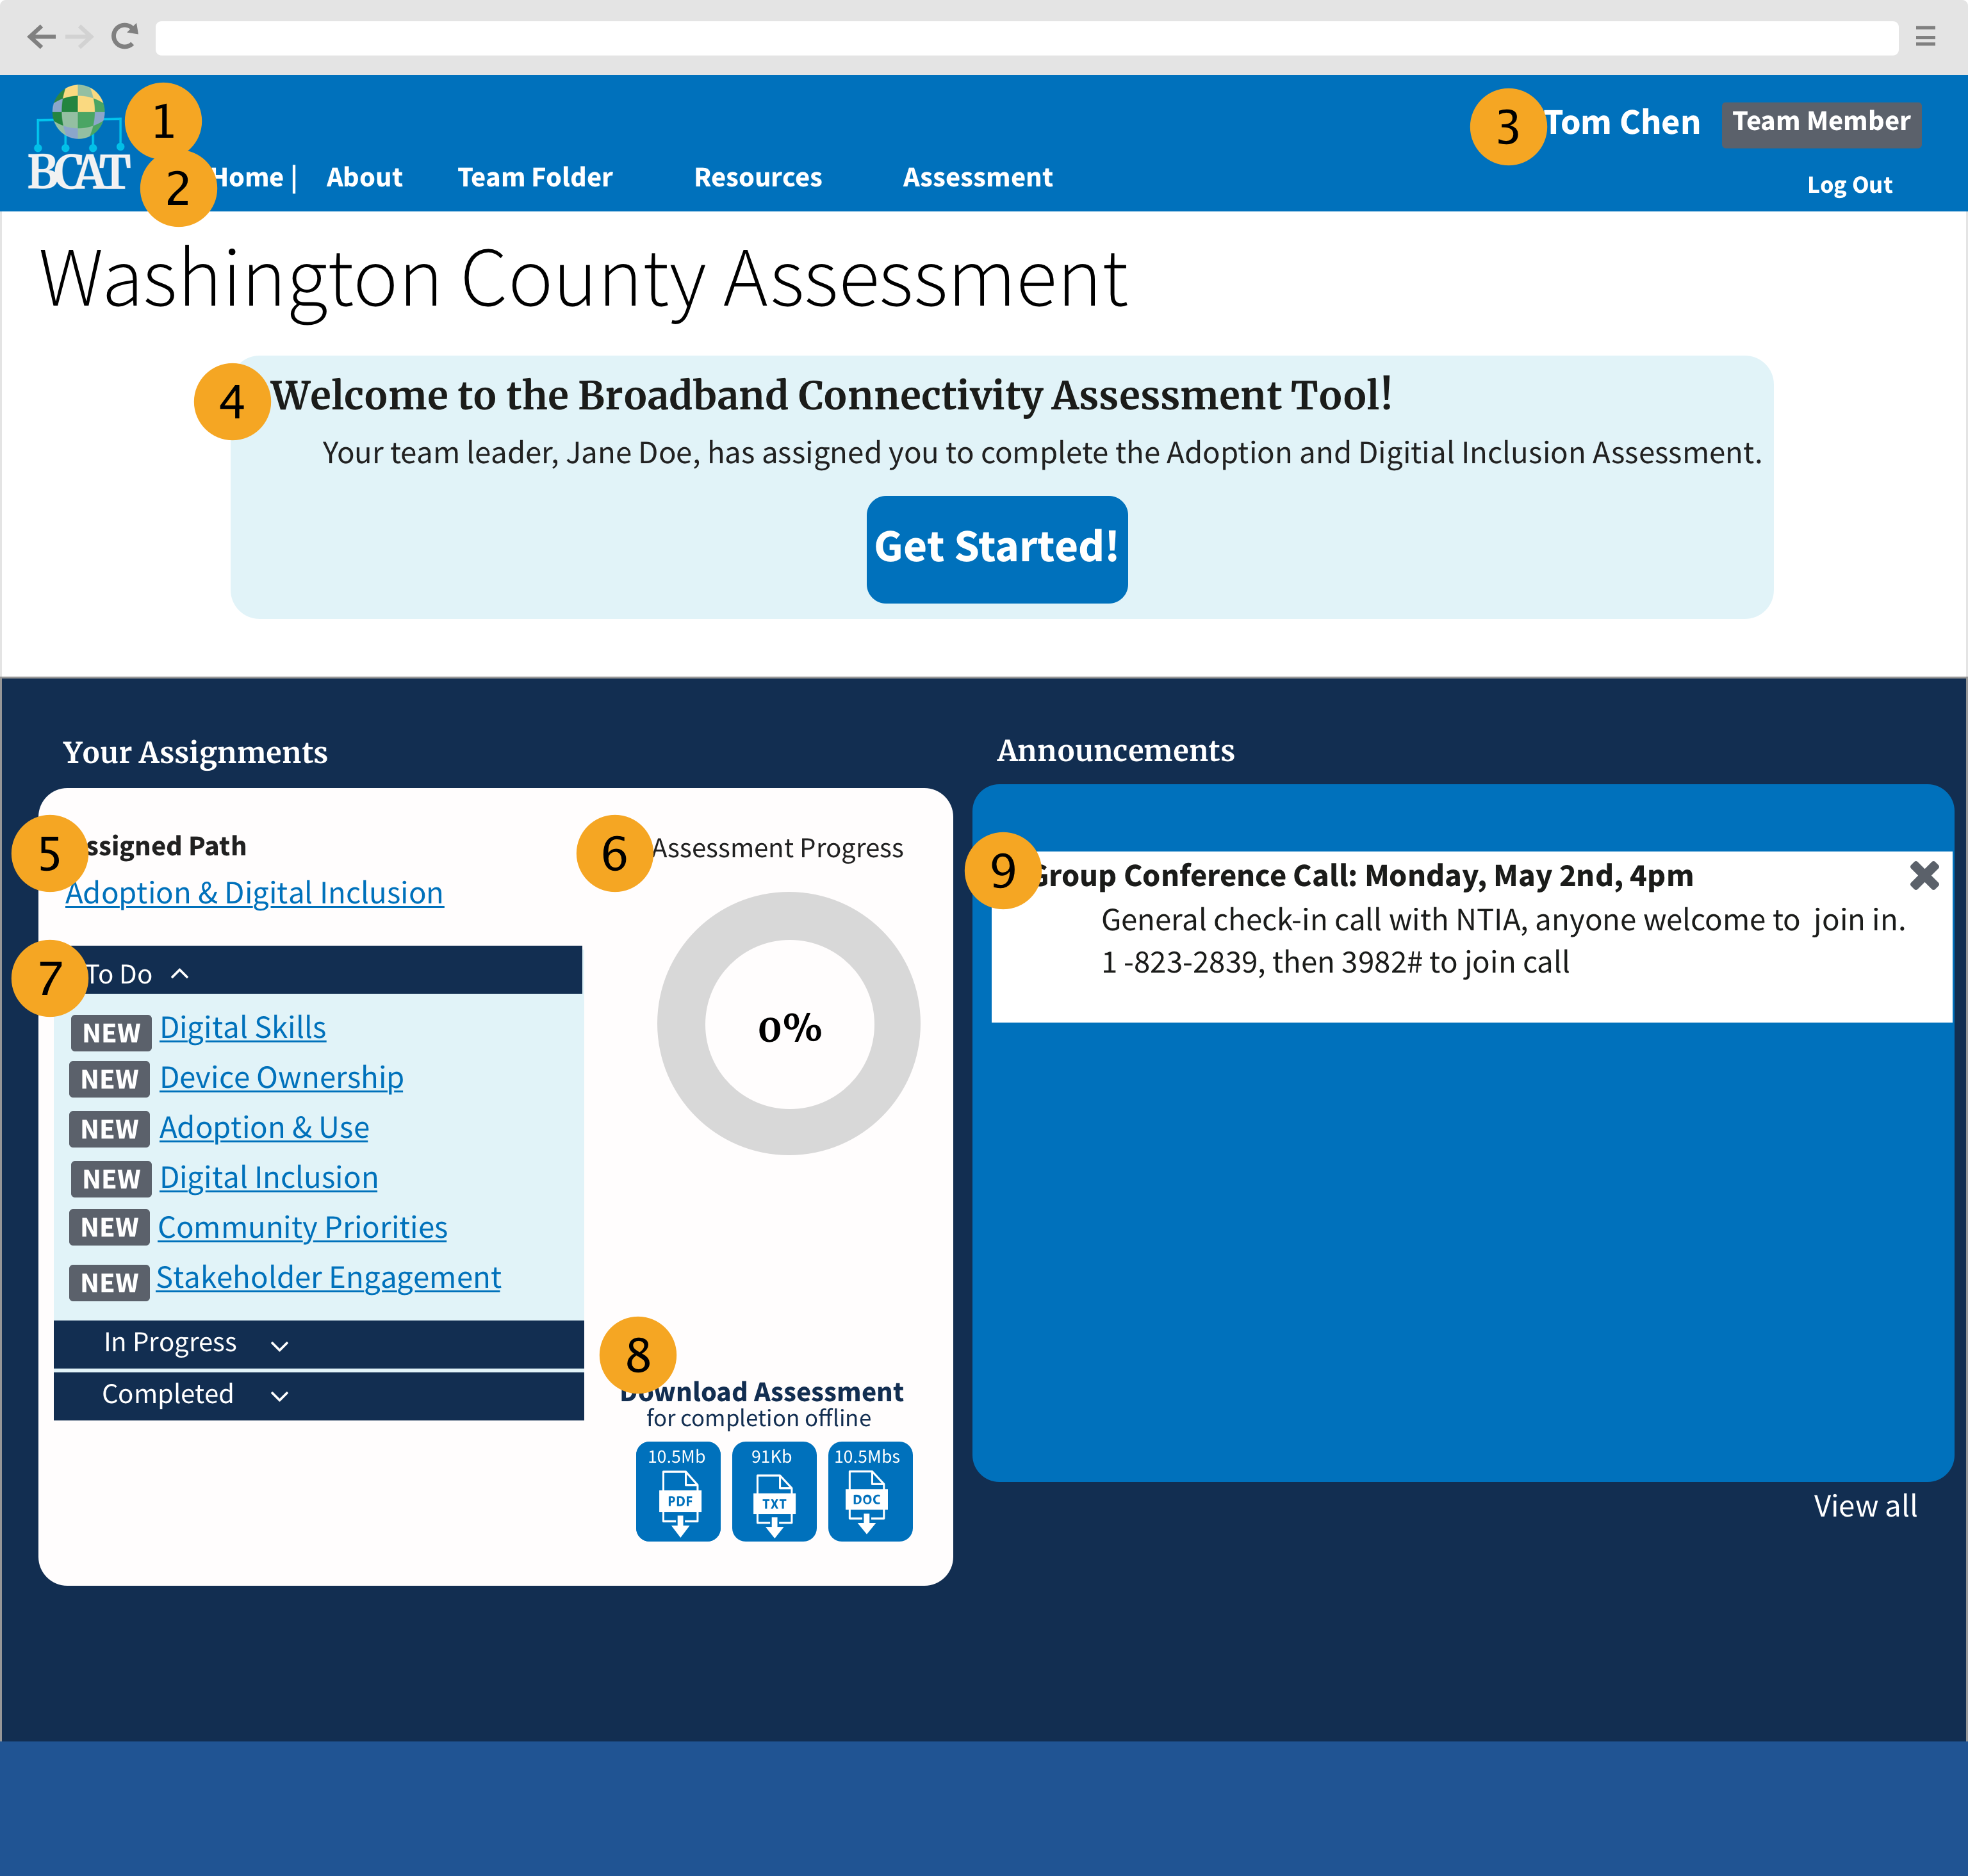 1
BCAT
2
Home | About Team Folder Resources Assessment
3 Tom Chen Team Member
Log Out
Washington County Assessment
4 Welcome to the Broadband Connectivity Assessment Tool!
Your team leader, Jane Doe, has assigned you to complete the Adoption and Digitial Inclusion Assessment.
Get Started!
Your Assignments
5 ssigned Path
Adoption & Digital Inclusion
7 To Do
NEW Digital Skills
NEW Device Ownership
NEW Adoption & Use
NEW Digital Inclusion
NEW Community Priorities
NEW Stakeholder Engagement
In Progress
Completed
6 Assessment Progress
0%
8
Download Assessment
for completion offline
10.5Mb 91Kb 10.5Mbs
PDF TXT DOC
Announcements
9 Group Conference Call: Monday, May 2nd, 4pm
General check-in call with NTIA, anyone welcome to join in.
1 -823-2839, then 3982# to join call
View all